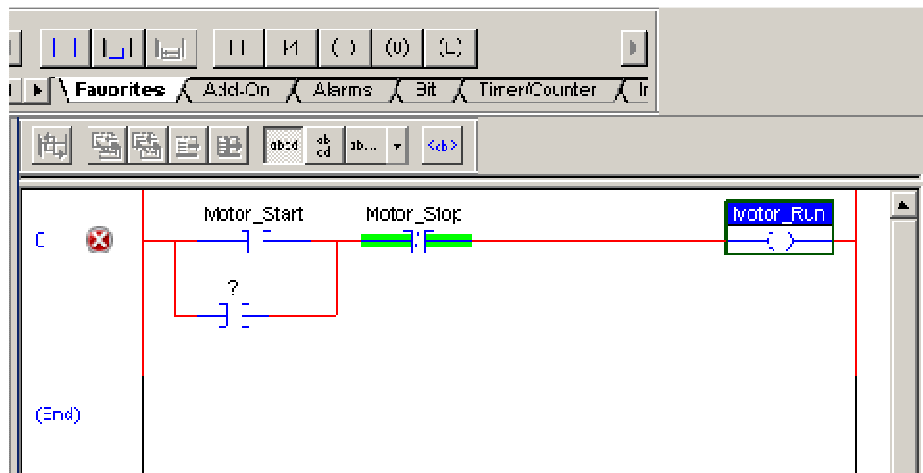 (U) (L)
Favorites Add-On Alarms Bit Timer/Counter
abcd ab cd ab... <ab>
Motor_Start Motor_Stop Motor_Run
?
(End)